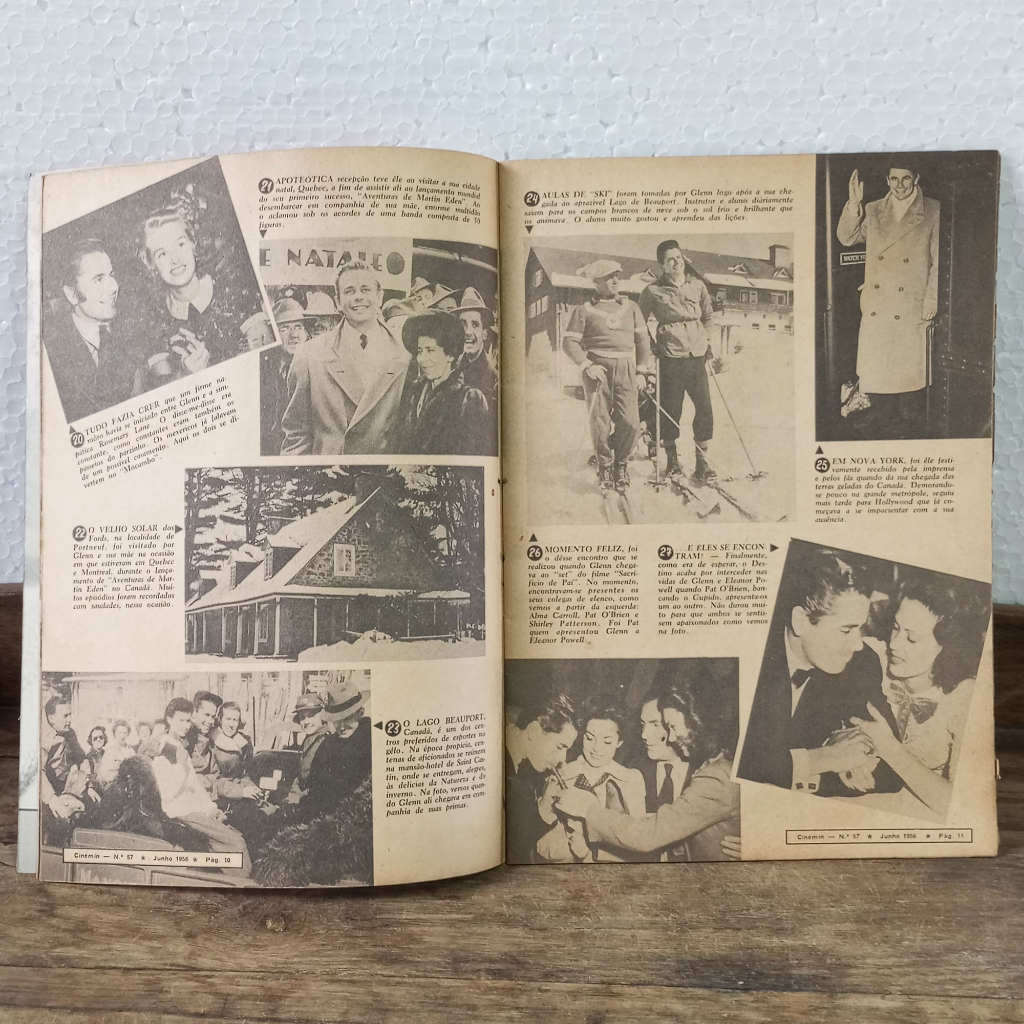 20 TUDO FAZIA CRER que um firme na-
môro havia se iniciado entre Glenn e a sim-
pática Rosemary Lane. O disse-me-disse era
constante, como constantes eram também os
passeios do parzinho. Os mexericos já falavam
de um possível casamento. Aqui os dois se di-
vertem no "Mocambo".
21 APOTEÓTICA recepção teve êle ao visitar a sua cidade
natal, Quebec, a fim de assistir ali ao lançamento mundial
do seu primeiro sucesso, "Aventuras de Martin Eden". Ao
desembarcar em companhia de sua mãe, enorme multidão
o aclamou sob os acordes de uma banda composta de 53
figuras.
E NATALEO
22 O VELHO SOLAR dos
Fords, na localidade de
Portneuf, foi visitado por
Glenn e sua mãe na ocasião
em que estiveram em Quebec
e Montreal, durante o lança-
mento de "Aventuras de Mar-
tin Eden" no Canadá. Mui-
tos episódios foram recordados
com saudades, nesse ocasião.
23 O LAGO BEAUPORT,
Canadá, é um dos cen-
tros preferidos de esportes no
gêlo. Na época propícia, cen-
tenas de aficionados se reúnem
na mansão-hotel de Saint Cas-
tin, onde se entregam, alegres,
às delícias da Natureza e do
inverno. Na foto, vemos quan-
do Glenn ali chegava em com-
panhia de suas primas.
Cinémin — N.º 57 ★ Junho 1956 ★ Pág. 10
24 AULAS DE "SKI" foram tomadas por Glenn logo após a sua che-
gada ao aprazível Lago de Beauport. Instrutor e aluno diàriamente
saíam para os campos brancos de neve sob o sol frio e brilhante que
os animava. O aluno muito gostou e aprendeu das lições.
WATCH YO
25 EM NOVA YORK, foi êle festi-
vamente recebido pela imprensa
e pelos fãs quando da sua chegada das
terras geladas do Canadá. Demorando-
se pouco na grande metrópole, seguiu
mais tarde para Hollywood que já co-
meçava a se impacientar com a sua
ausência.
26 MOMENTO FELIZ, foi
o dêsse encontro que se
realizou quando Glenn chega-
va ao "set" do filme "Sacri-
fício de Pai". No momento,
encontravam-se presentes os
seus colegas de elenco, como
vemos a partir da esquerda:
Alma Carroll, Pat O'Brien e
Shirley Patterson. Foi Pat
quem apresentou Glenn a
Eleanor Powell.
27 ...E ÊLES SE ENCON-
TRAM! — Finalmente,
como era de esperar, o Des-
tino acaba por interceder nas
vidas de Glenn e Eleanor Po-
well quando Pat O'Brien, ban-
cando o Cupido, apresenta-os
um ao outro. Não durou mui-
to para que ambos se sentis-
sem apaixonados como vemos
na foto.
Cinémin — N.º 57 ★ Junho 1956 ★ Pág. 11